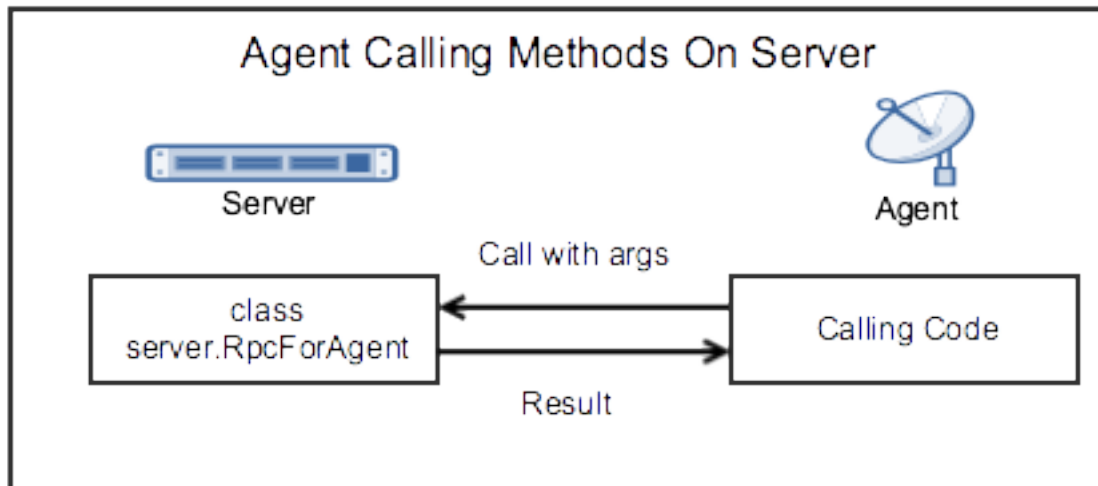 Agent Calling Methods On Server
Server
Agent
Call with args
class
server.RpcForAgent
Calling Code
Result